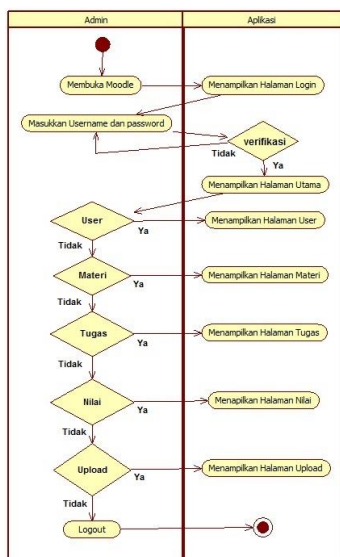 Admin
Aplikasi
Membuka Moodle
Menampilkan Halaman Login
Masukkan Username dan password
verifikasi
Tidak
Ya
Menampilkan Halaman Utama
User
Menampilkan Halaman User
Tidak
Ya
Materi
Menampilkan Halaman Materi
Tidak
Ya
Tugas
Menampilkan Halaman Tugas
Tidak
Ya
Nilai
Menapilkan Halaman Nilai
Ya
Tidak
Upload
Menampilkan Halaman Upload
Ya
Tidak
Logout